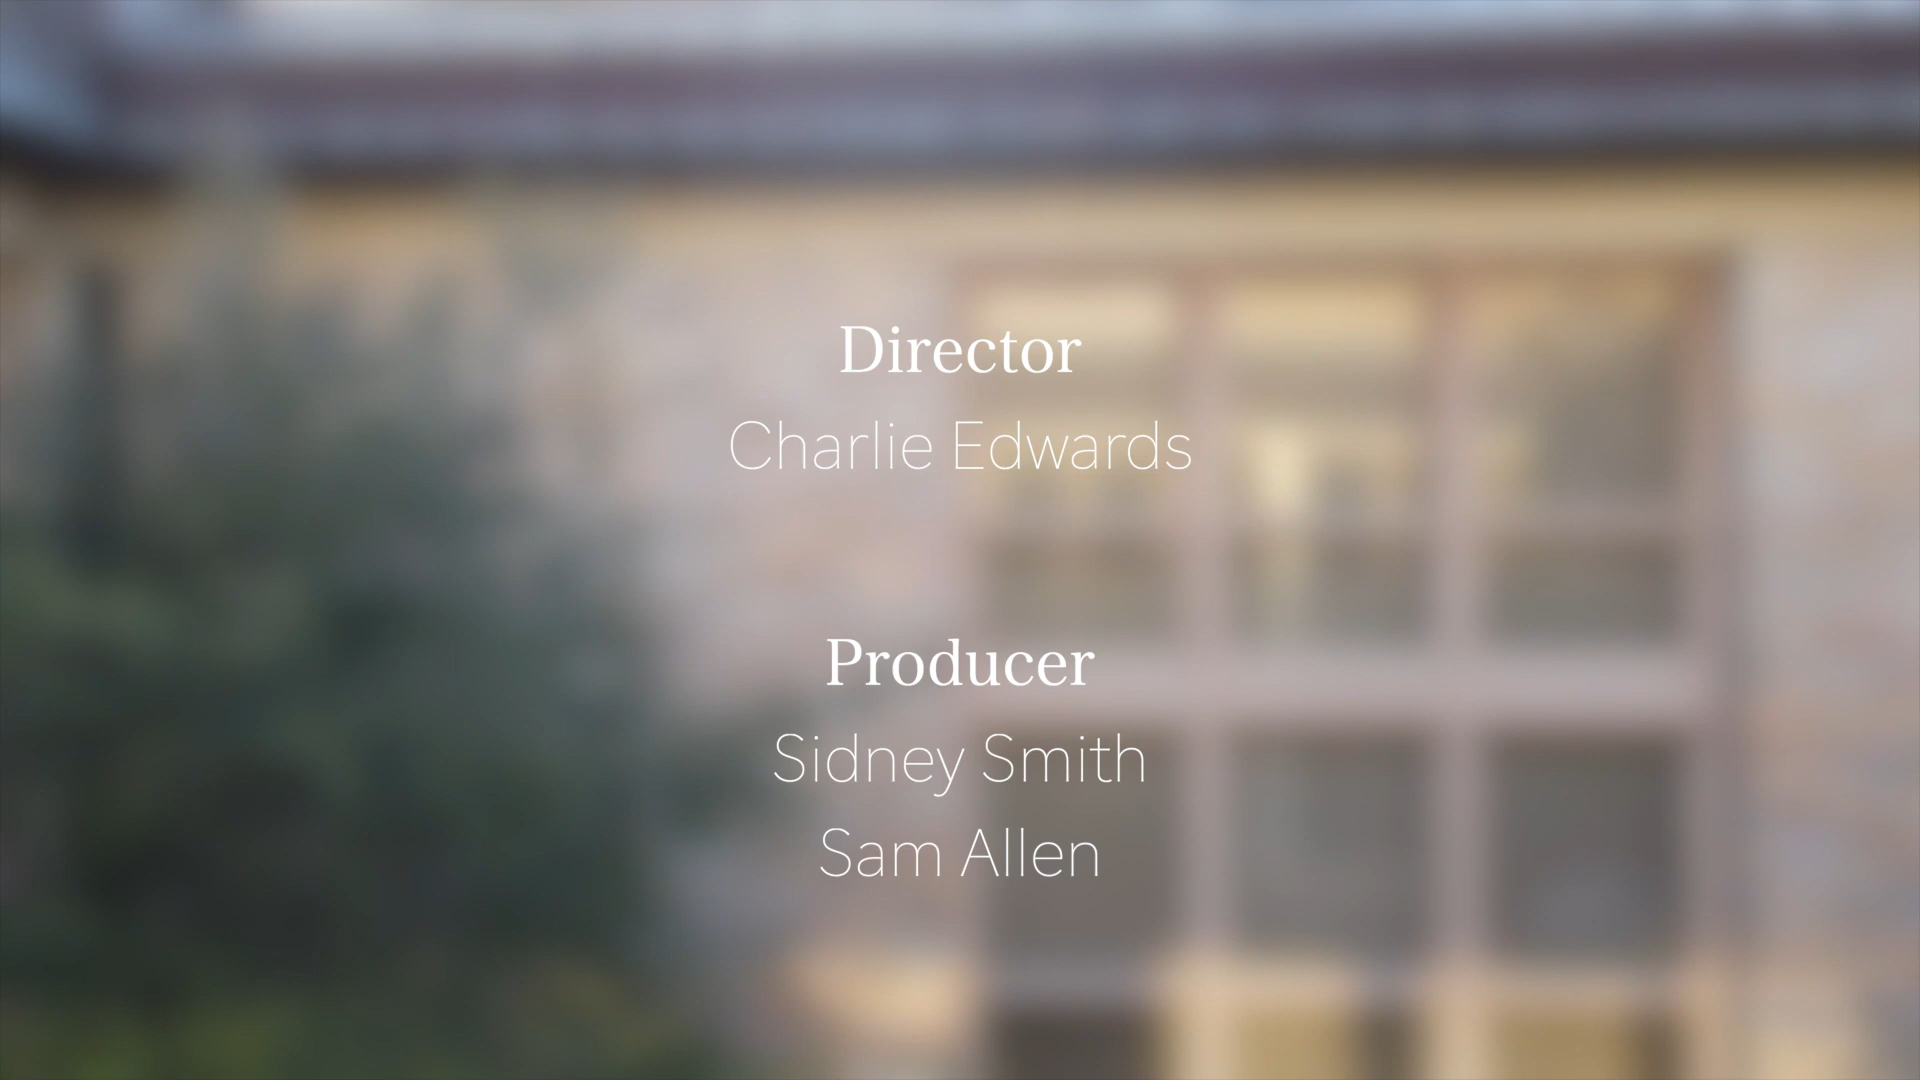 Director
Charlie Edwards
Producer
Sidney Smith
Sam Allen